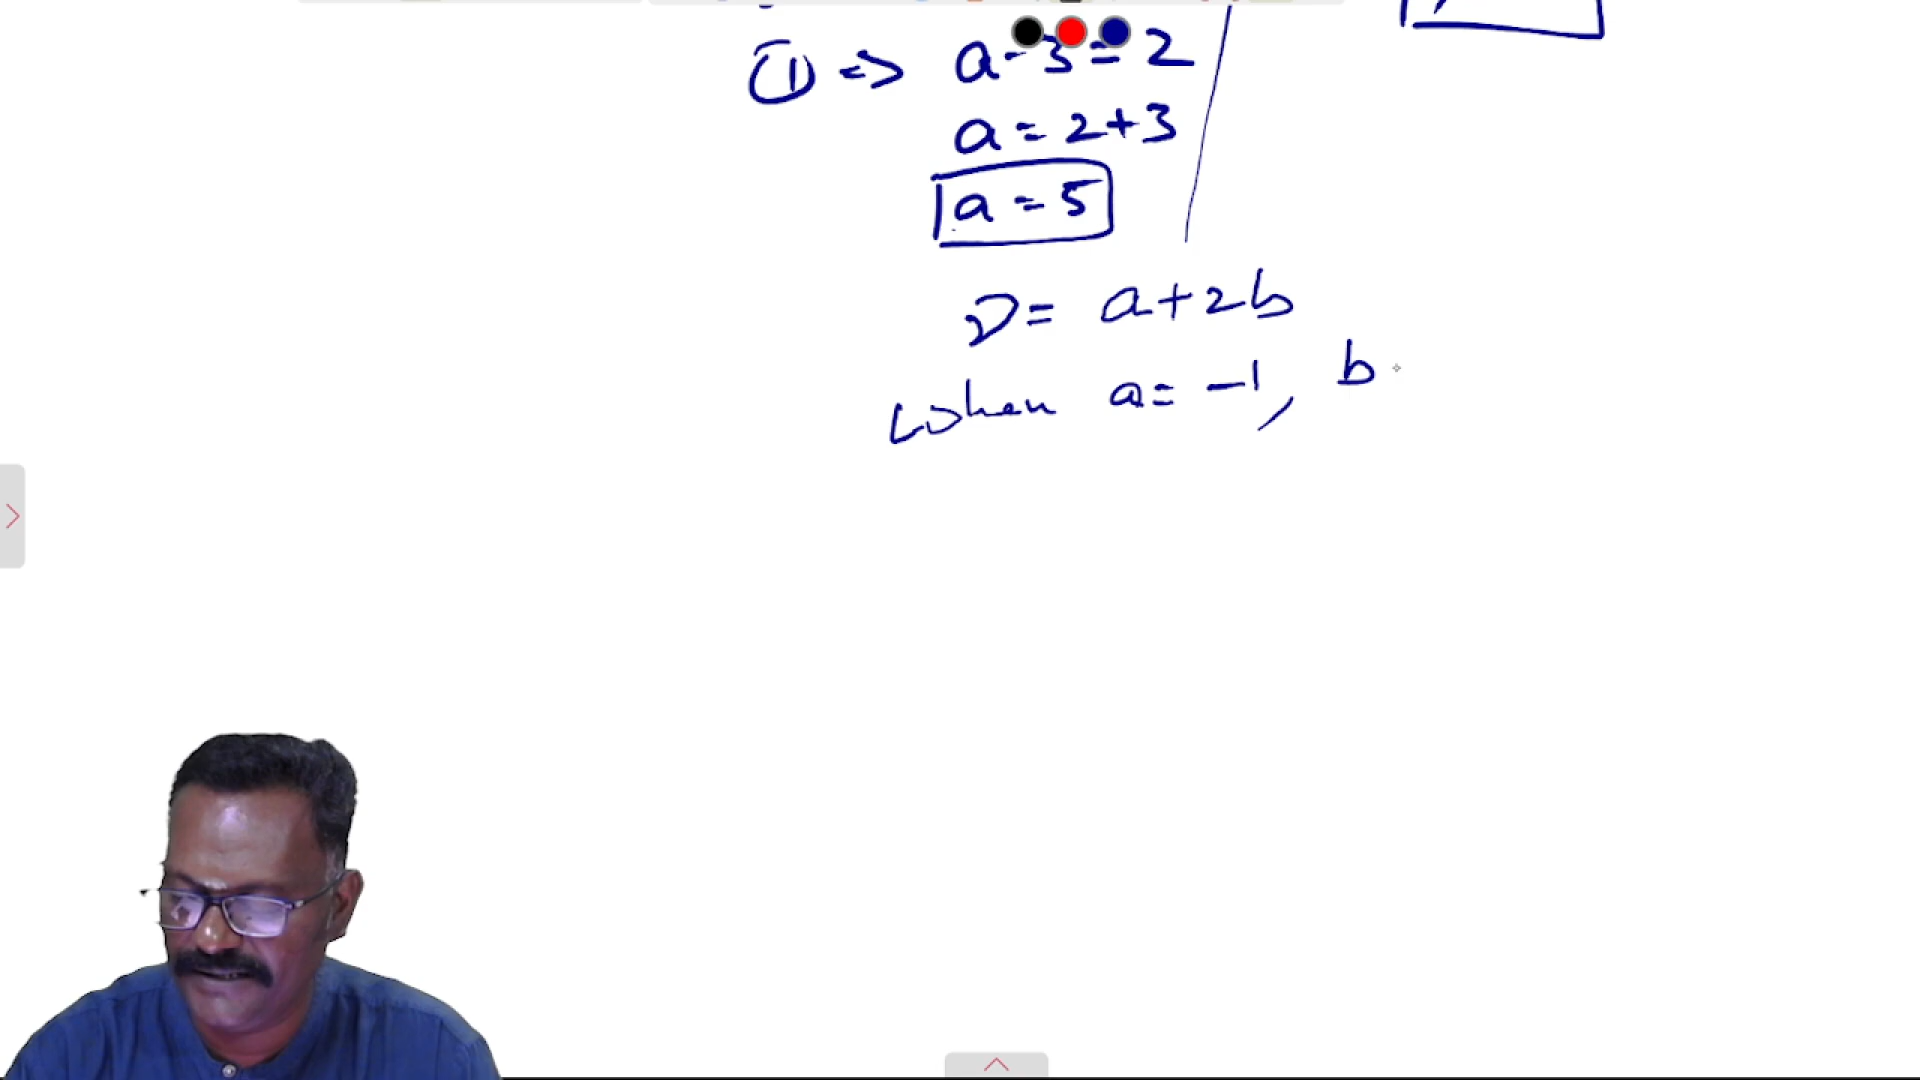 ① => a - 3 = 2
a = 2+3
a = 5
ν = a+2b
When a = -1, b